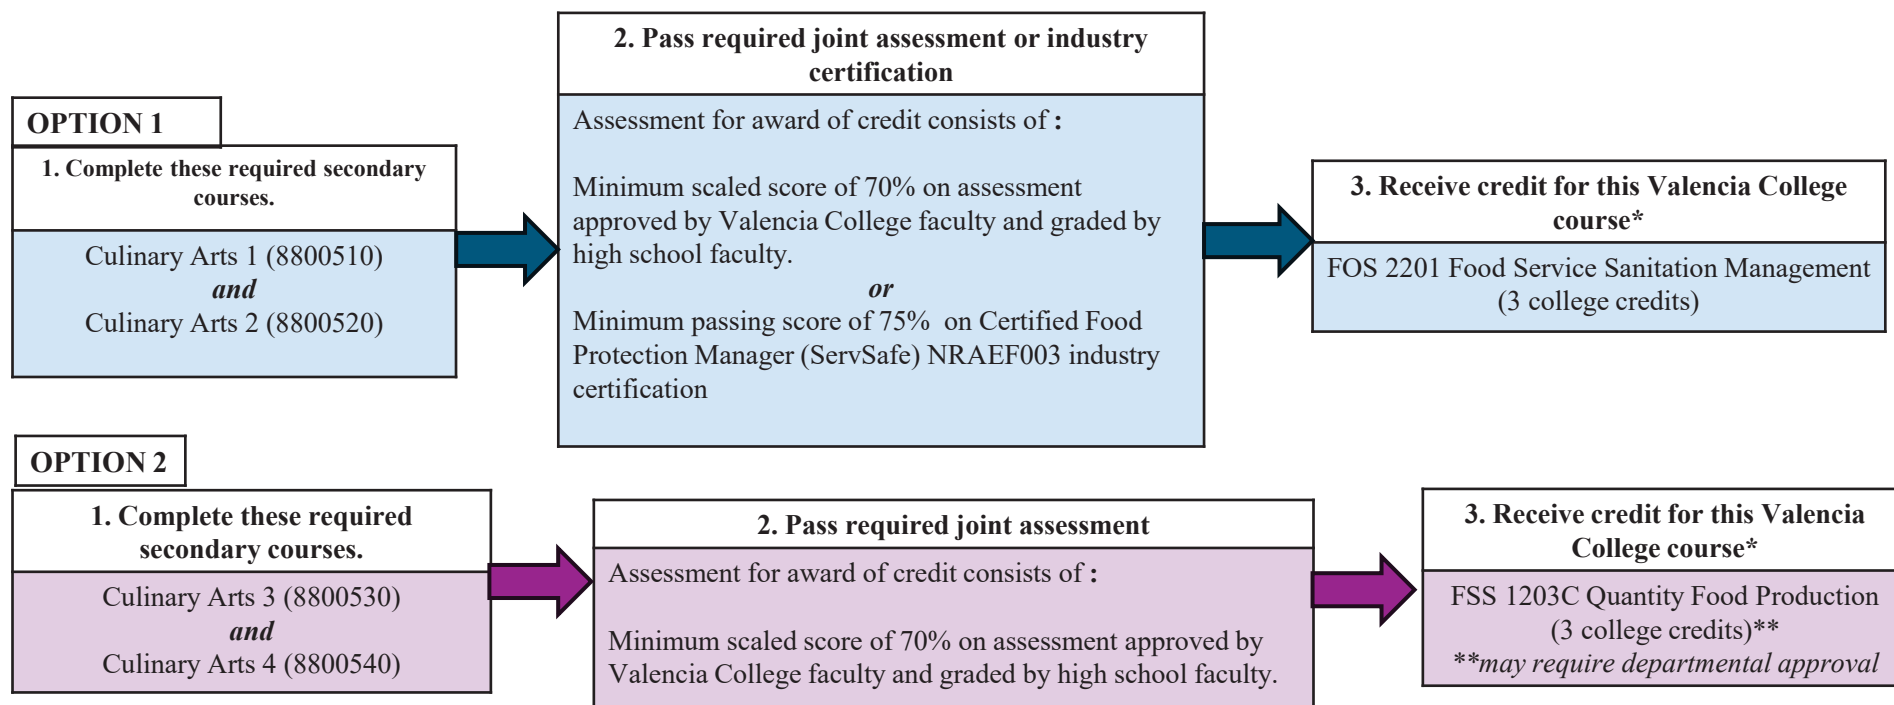 OPTION 1
1. Complete these required secondary
courses.
Culinary Arts 1 (8800510)
and
Culinary Arts 2 (8800520)
2. Pass required joint assessment or industry
certification
Assessment for award of credit consists of :
Minimum scaled score of 70% on assessment
approved by Valencia College faculty and graded by
high school faculty.
or
Minimum passing score of 75% on Certified Food
Protection Manager (ServSafe) NRAEF003 industry
certification
3. Receive credit for this Valencia College
course*
FOS 2201 Food Service Sanitation Management
(3 college credits)
OPTION 2
1. Complete these required
secondary courses.
Culinary Arts 3 (8800530)
and
Culinary Arts 4 (8800540)
2. Pass required joint assessment
Assessment for award of credit consists of :
Minimum scaled score of 70% on assessment approved by
Valencia College faculty and graded by high school faculty.
3. Receive credit for this Valencia
College course*
FSS 1203C Quantity Food Production
(3 college credits)**
**may require departmental approval